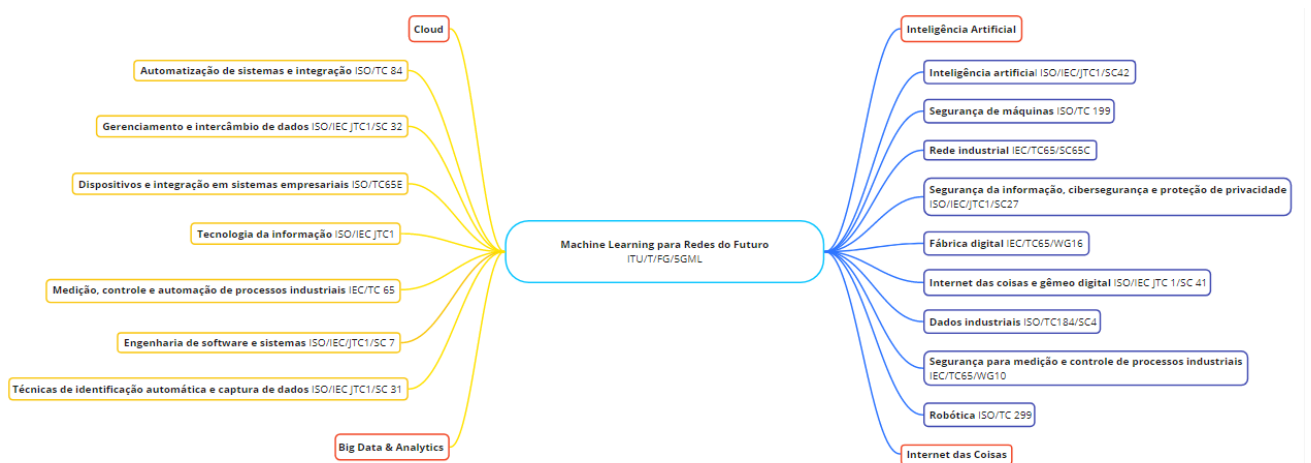 Cloud
Automatização de sistemas e integração ISO/TC 84
Gerenciamento e intercâmbio de dados ISO/IEC JTC1/SC 32
Dispositivos e integração em sistemas empresariais ISO/TC65E
Tecnologia da informação ISO/IEC JTC1
Medição, controle e automação de processos industriais IEC/TC 65
Engenharia de software e sistemas ISO/IEC/JTC1/SC 7
Técnicas de identificação automática e captura de dados ISO/IEC JTC1/SC 31
Big Data & Analytics
Machine Learning para Redes do Futuro
ITU/T/FG/5GML
Inteligência Artificial
Inteligência artificial ISO/IEC/JTC1/SC42
Segurança de máquinas ISO/TC 199
Rede industrial IEC/TC65/SC65C
Segurança da informação, cibersegurança e proteção de privacidade
ISO/IEC/JTC1/SC27
Fábrica digital IEC/TC65/WG16
Internet das coisas e gêmeo digital ISO/IEC JTC 1/SC 41
Dados industriais ISO/TC184/SC4
Segurança para medição e controle de processos industriais
IEC/TC65/WG10
Robótica ISO/TC 299
Internet das Coisas